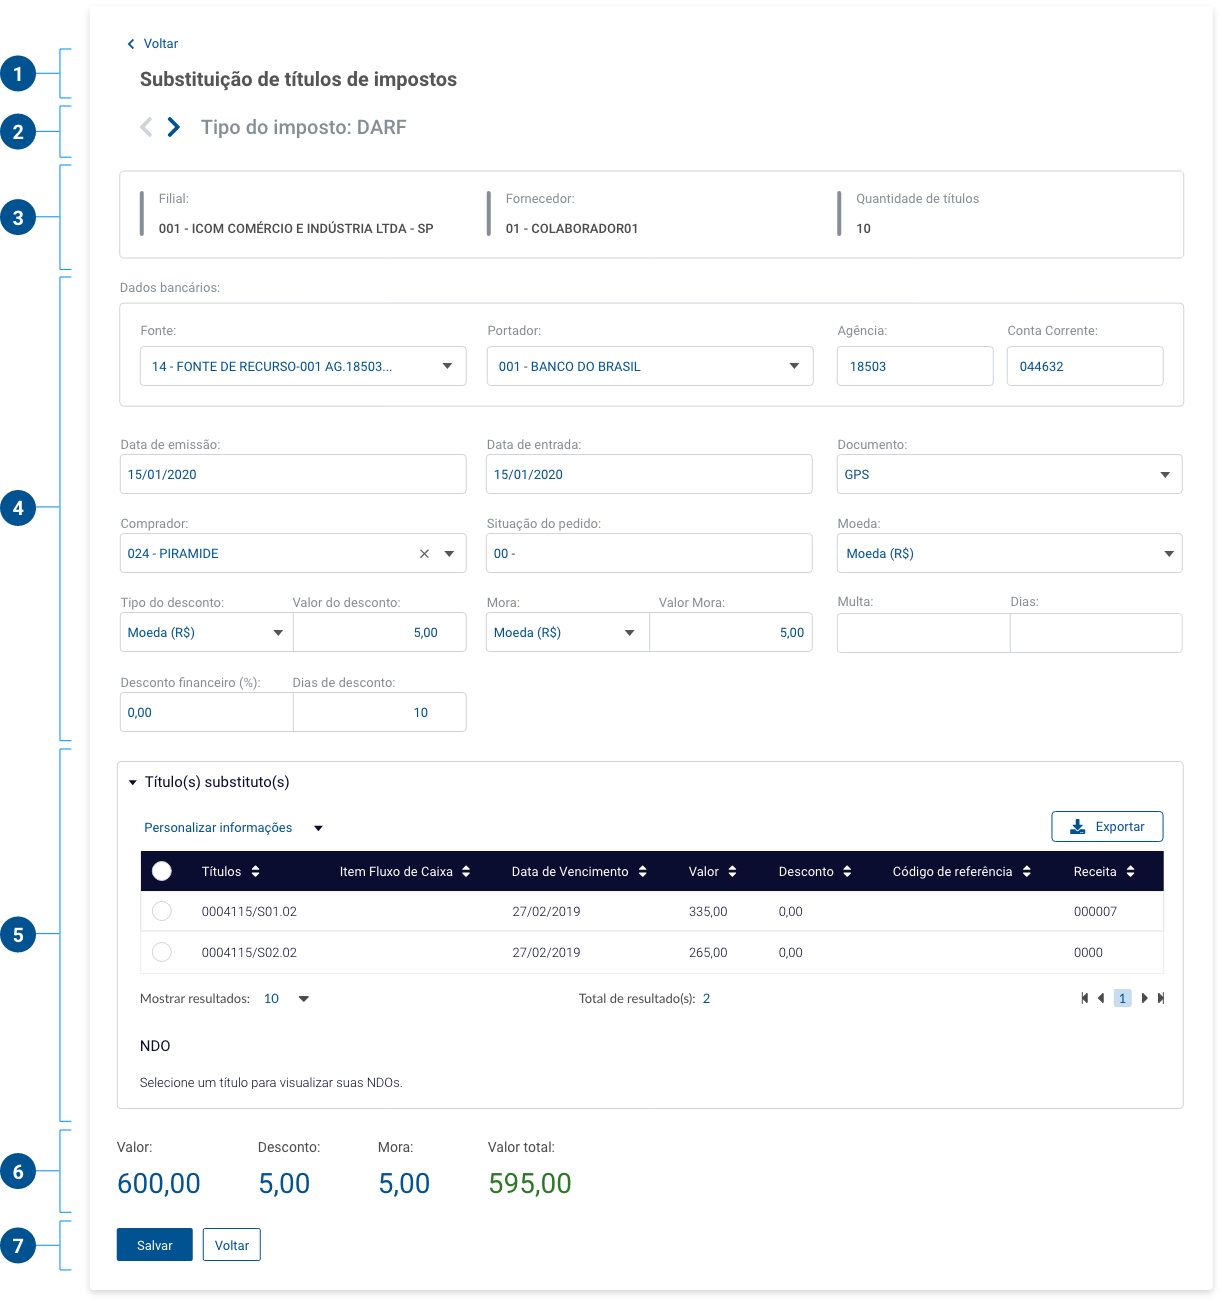 Voltar
1
Substituição de títulos de impostos
2
Tipo do imposto: DARF
3
Filial: Fornecedor: Quantidade de títulos
001 - ICOM COMÉRCIO E INDÚSTRIA LTDA - SP 01 - COLABORADOR01 10
Dados bancários:
Fonte: Portador: Agência: Conta Corrente:
14 - FONTE DE RECURSO-001 AG.18503... 001 - BANCO DO BRASIL 18503 044632
Data de emissão: Data de entrada: Documento:
15/01/2020 15/01/2020 GPS
4
Comprador: Situação do pedido: Moeda:
024 - PIRAMIDE 00 - Moeda (R$)
Tipo do desconto: Valor do desconto: Mora: Valor Mora: Multa: Dias:
Moeda (R$) 5,00 Moeda (R$) 5,00
Desconto financeiro (%): Dias de desconto:
0,00 10
Título(s) substituto(s)
Personalizar informações Exportar
Títulos Item Fluxo de Caixa Data de Vencimento Valor Desconto Código de referência Receita
0004115/S01.02 27/02/2019 335,00 0,00 000007
5
0004115/S02.02 27/02/2019 265,00 0,00 0000
Mostrar resultados: 10 Total de resultado(s): 2 1
NDO
Selecione um título para visualizar suas NDOs.
Valor: Desconto: Mora: Valor total:
6
600,00 5,00 5,00 595,00
7
Salvar Voltar